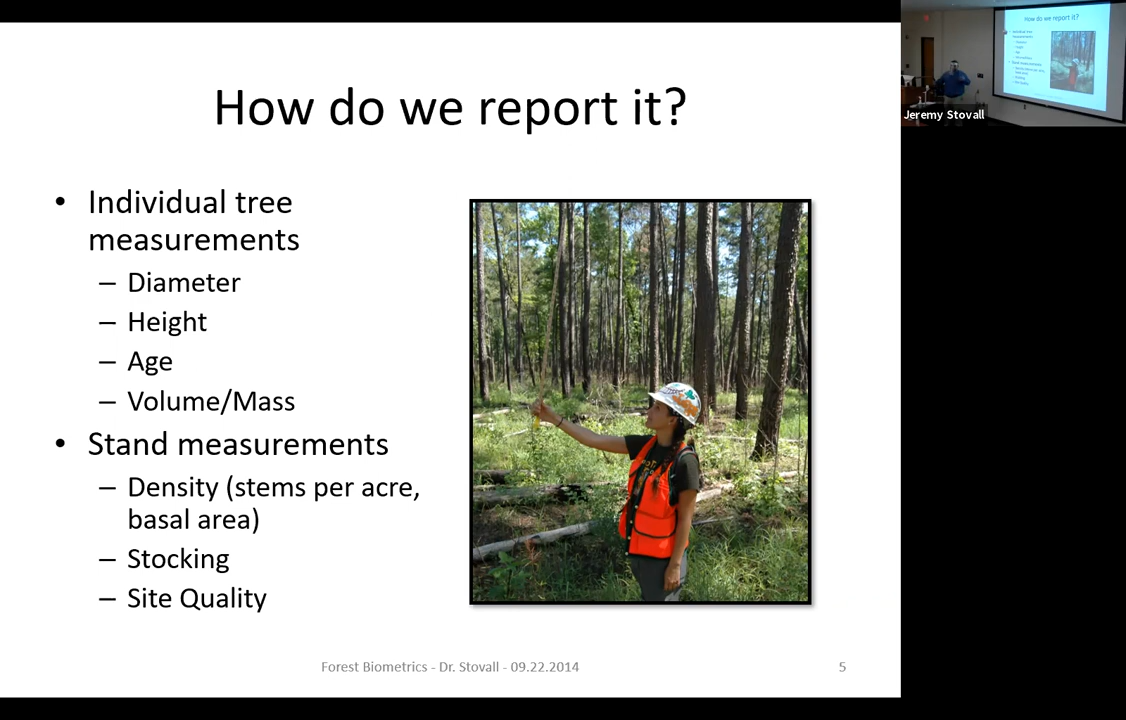 How do we report it?
• Individual tree
measurements
– Diameter
– Height
– Age
– Volume/Mass
• Stand measurements
– Density (stems per acre,
basal area)
– Stocking
– Site Quality
Forest Biometrics - Dr. Stovall - 09.22.2014
5
How do we report it?
Jeremy Stovall